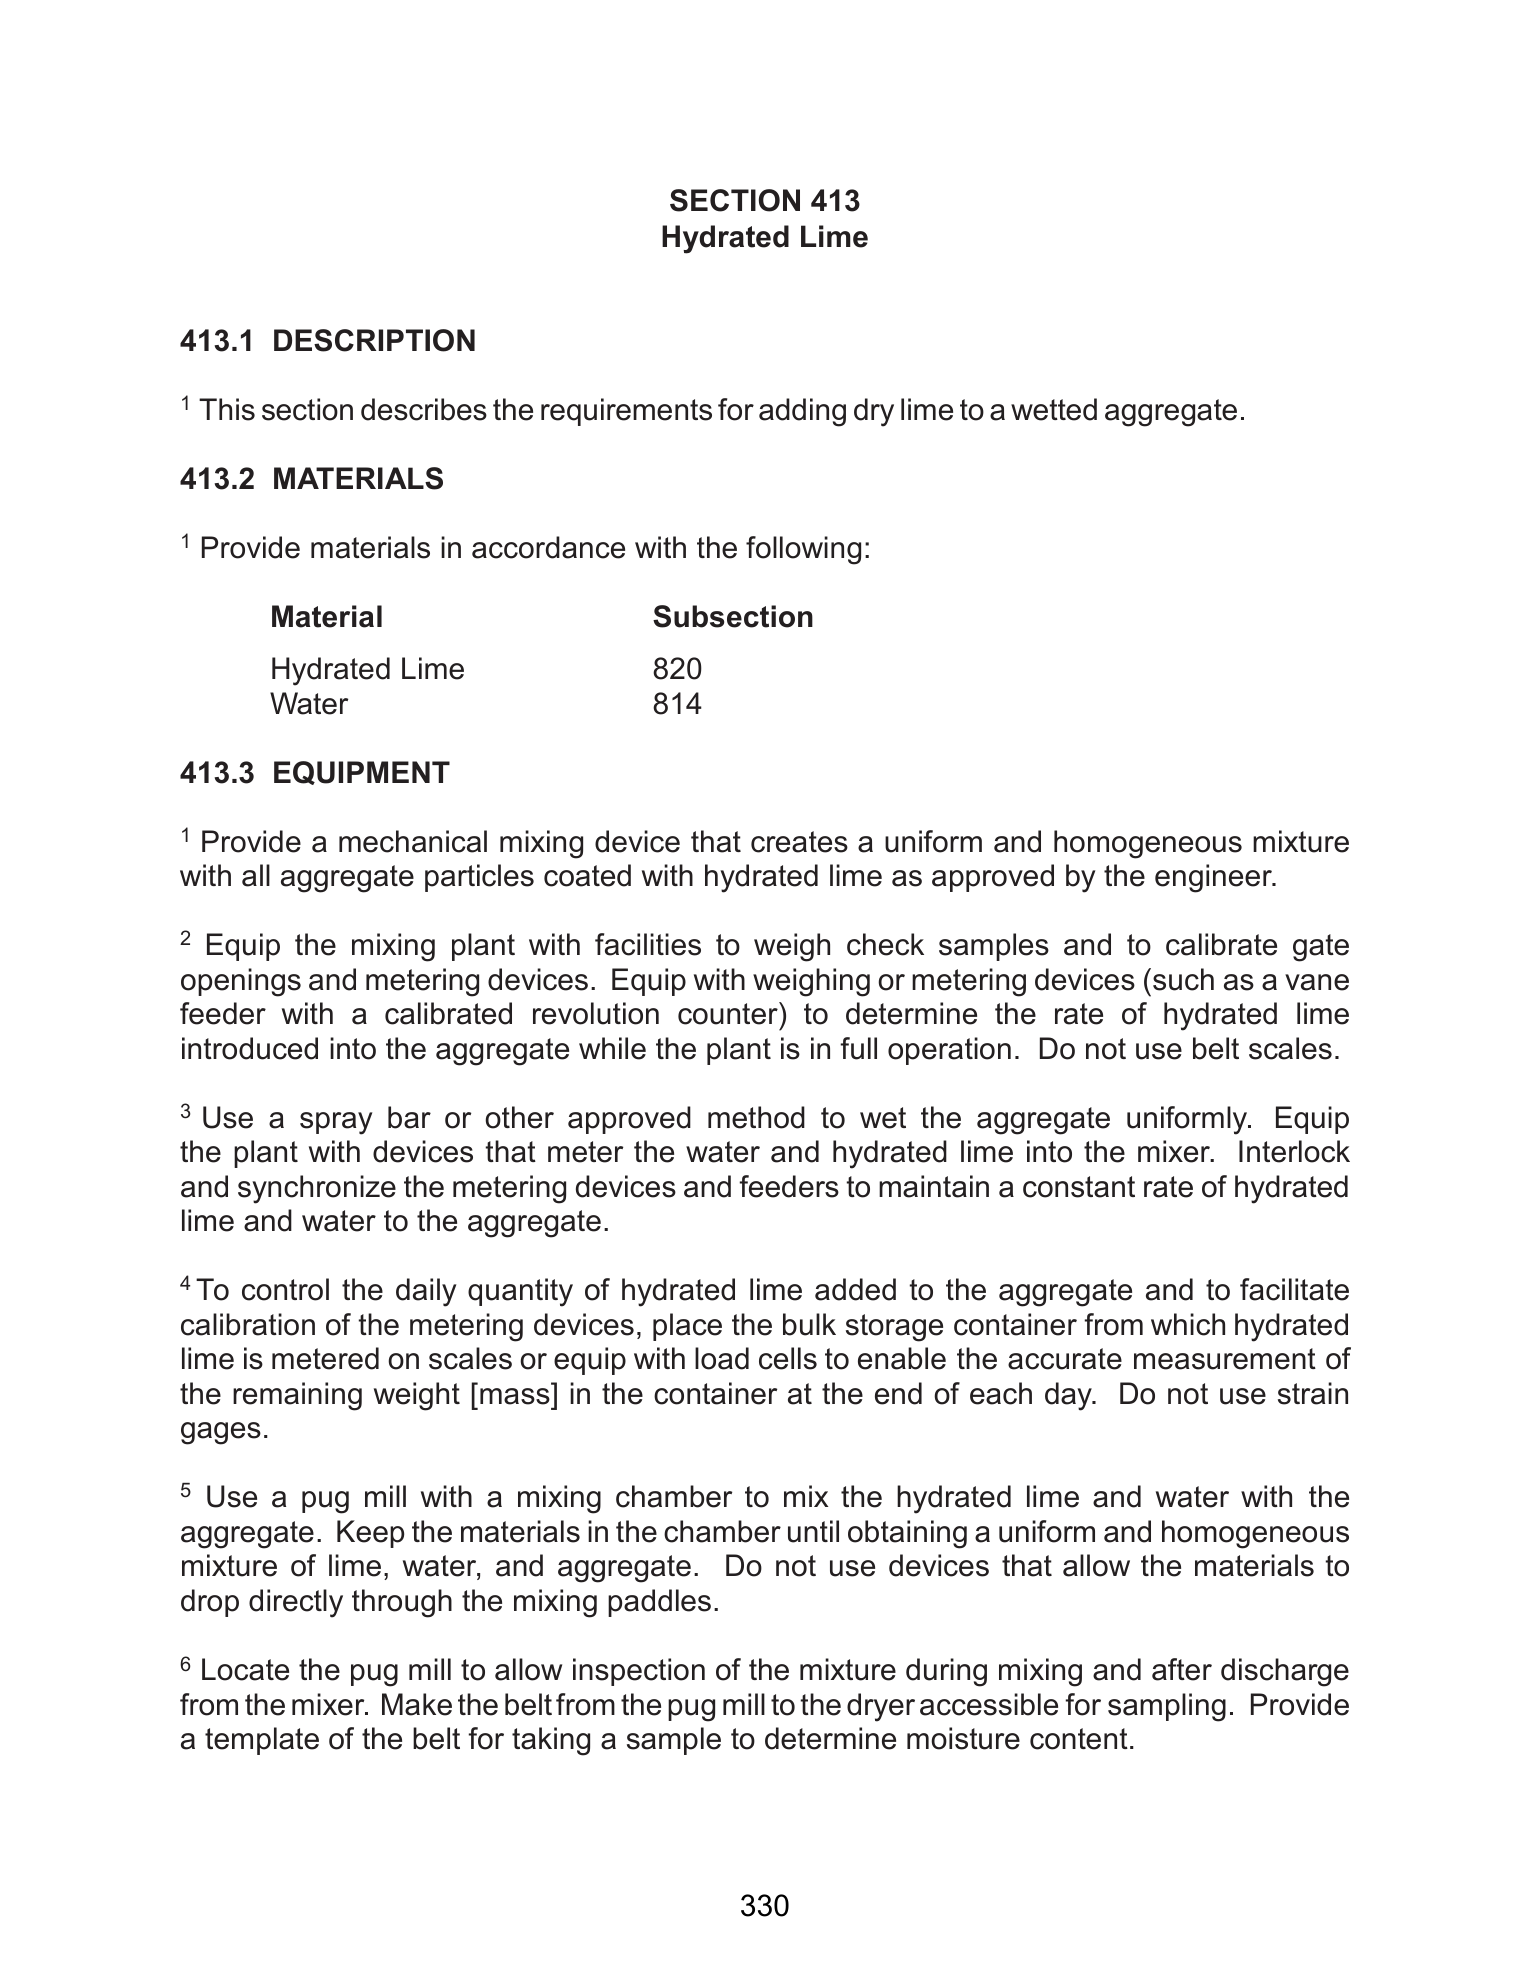 SECTION 413
Hydrated Lime
413.1 DESCRIPTION
1 This section describes the requirements for adding dry lime to a wetted aggregate.
413.2 MATERIALS
1 Provide materials in accordance with the following:
Material Subsection
Hydrated Lime 820
Water 814
413.3 EQUIPMENT
1 Provide a mechanical mixing device that creates a uniform and homogeneous mixture
with all aggregate particles coated with hydrated lime as approved by the engineer.
2 Equip the mixing plant with facilities to weigh check samples and to calibrate gate
openings and metering devices. Equip with weighing or metering devices (such as a vane
feeder with a calibrated revolution counter) to determine the rate of hydrated lime
introduced into the aggregate while the plant is in full operation. Do not use belt scales.
3 Use a spray bar or other approved method to wet the aggregate uniformly. Equip
the plant with devices that meter the water and hydrated lime into the mixer. Interlock
and synchronize the metering devices and feeders to maintain a constant rate of hydrated
lime and water to the aggregate.
4 To control the daily quantity of hydrated lime added to the aggregate and to facilitate
calibration of the metering devices, place the bulk storage container from which hydrated
lime is metered on scales or equip with load cells to enable the accurate measurement of
the remaining weight [mass] in the container at the end of each day. Do not use strain
gages.
5 Use a pug mill with a mixing chamber to mix the hydrated lime and water with the
aggregate. Keep the materials in the chamber until obtaining a uniform and homogeneous
mixture of lime, water, and aggregate. Do not use devices that allow the materials to
drop directly through the mixing paddles.
6 Locate the pug mill to allow inspection of the mixture during mixing and after discharge
from the mixer. Make the belt from the pug mill to the dryer accessible for sampling. Provide
a template of the belt for taking a sample to determine moisture content.
330